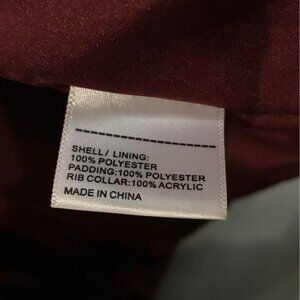 SHELL/ LINING:
100% POLYESTER
PADDING:100% POLYESTER
RIB COLLAR:100% ACRYLIC
MADE IN CHINA